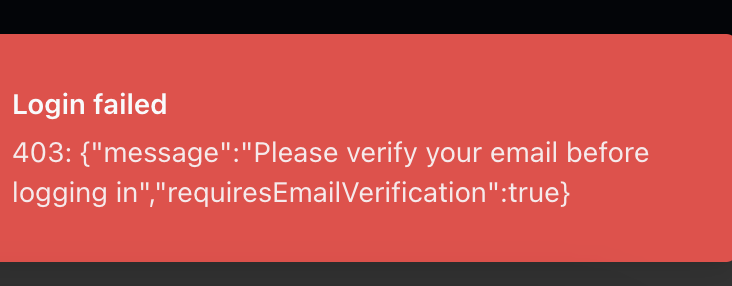 Login failed
403: {"message":"Please verify your email before
logging in","requiresEmailVerification":true}